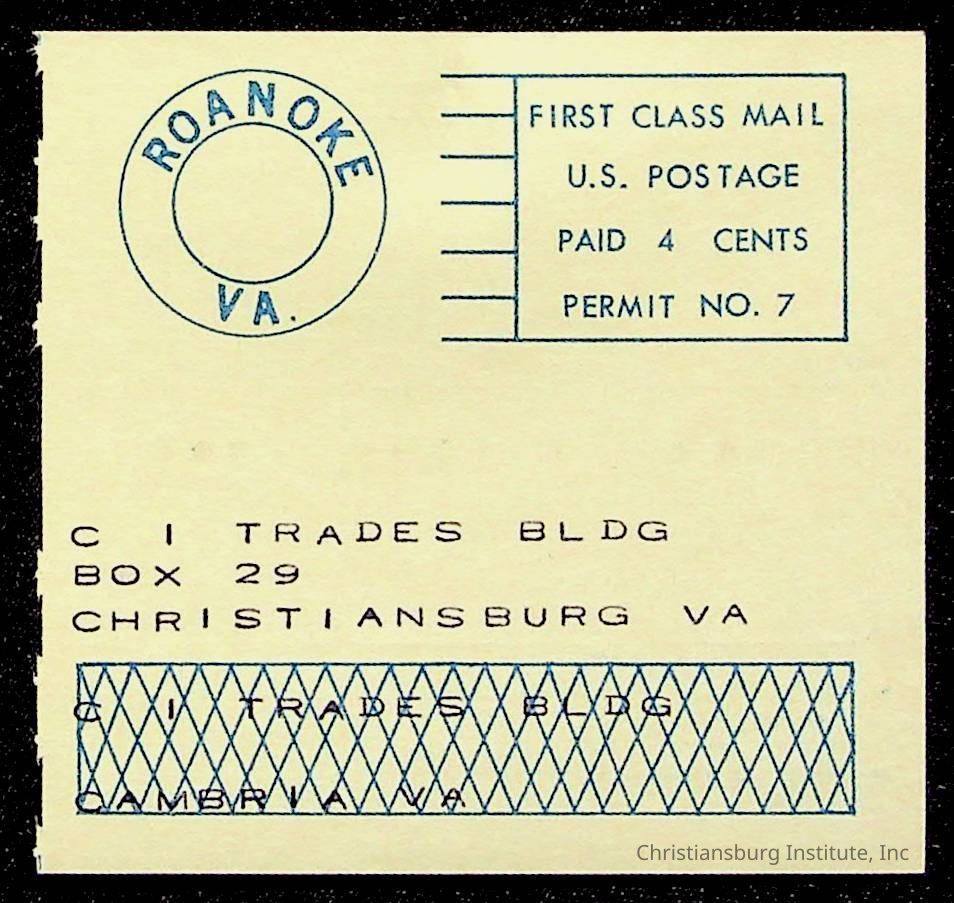 ROANOKE
VA.
FIRST CLASS MAIL
U.S. POSTAGE
PAID 4 CENTS
PERMIT NO. 7
C I TRADES BLDG
BOX 29
CHRISTIANSBURG VA
C I TRADES BLDG
CAMBRIA VA
Christiansburg Institute, Inc